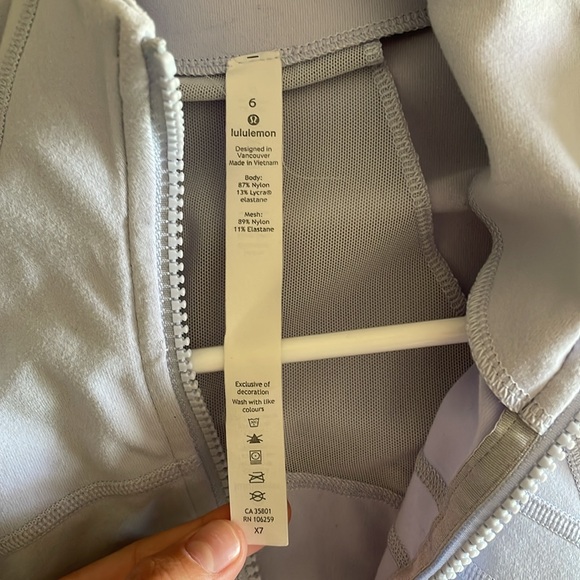 6
lululemon
Designed in
Vancouver
Made in Vietnam
Body:
87% Nylon
13% Lycra®
elastane
Mesh:
89% Nylon
11% Elastane
Exclusive of
decoration
Wash with like
colours
CA 35801
RN 106259
X7